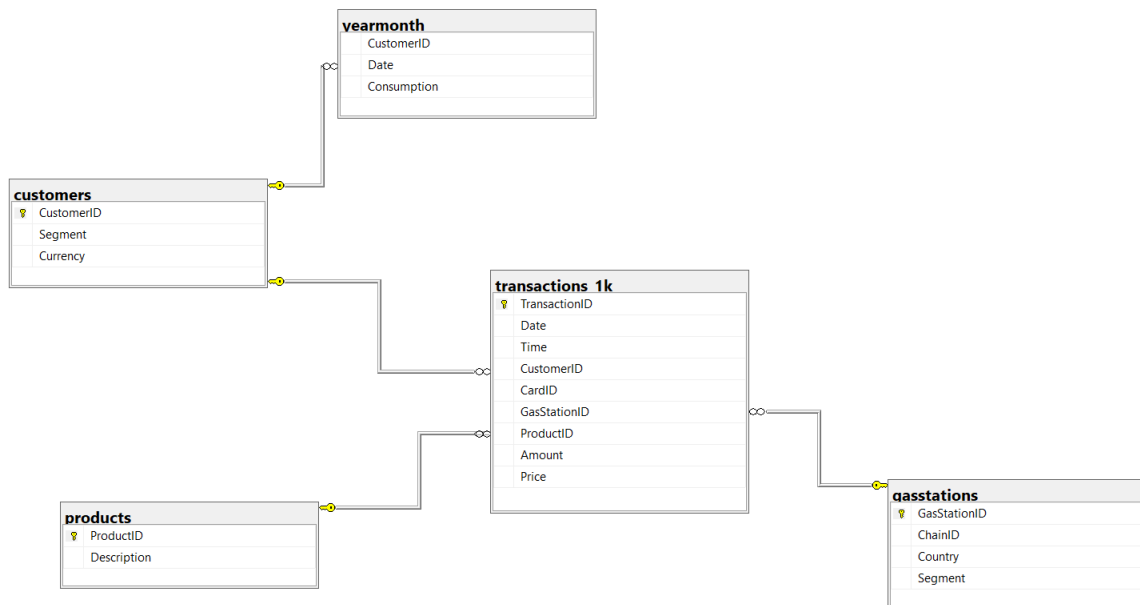 yearmonth
CustomerID
Date
Consumption
customers
CustomerID
Segment
Currency
transactions_1k
TransactionID
Date
Time
CustomerID
CardID
GasStationID
ProductID
Amount
Price
products
ProductID
Description
gasstations
GasStationID
ChainID
Country
Segment